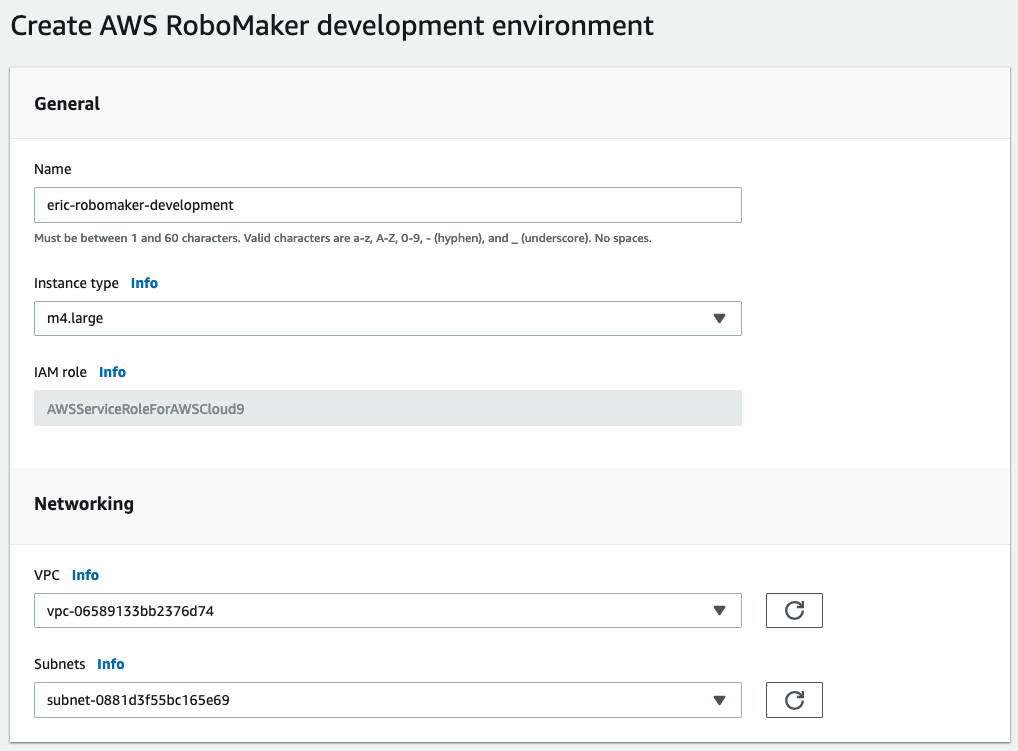 Create AWS RoboMaker development environment
General
Name
eric-robomaker-development
Must be between 1 and 60 characters. Valid characters are a-z, A-Z, 0-9, - (hyphen), and _ (underscore). No spaces.
Instance type Info
m4.large
IAM role Info
AWSServiceRoleForAWSCloud9
Networking
VPC Info
vpc-06589133bb2376d74
Subnets Info
subnet-0881d3f55bc165e69